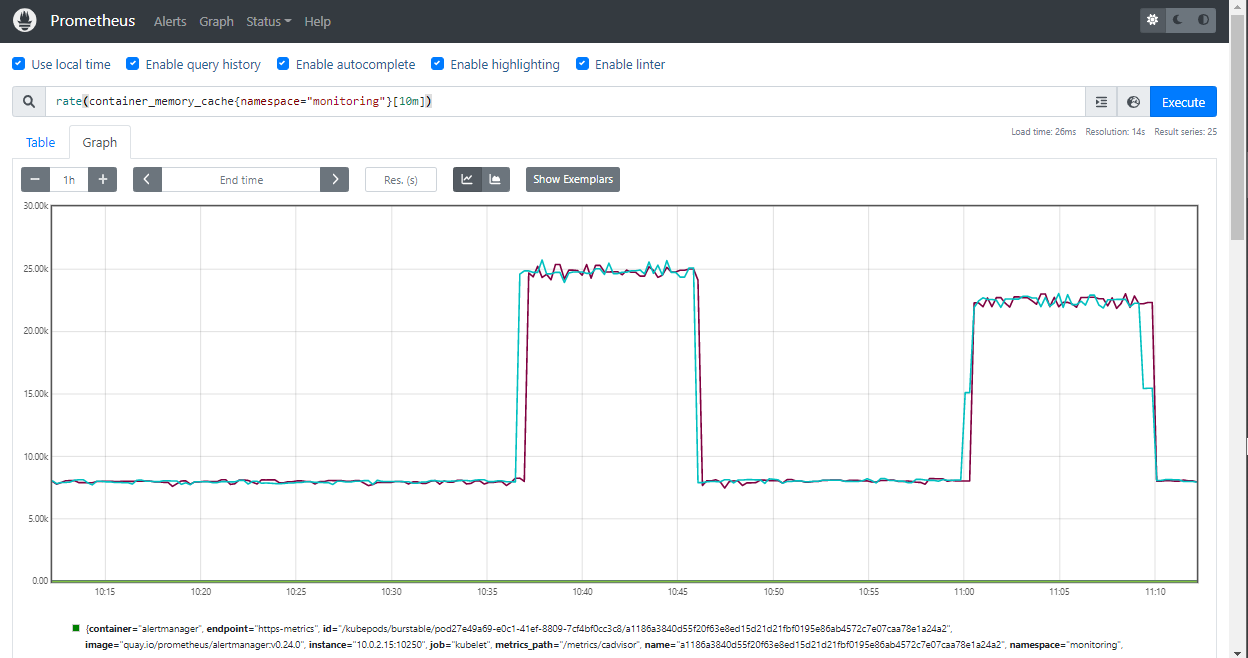 Prometheus Alerts Graph Status Help
Use local time Enable query history Enable autocomplete Enable highlighting Enable linter
rate(container_memory_cache{namespace="monitoring"}[10m]) Execute
Load time: 26ms Resolution: 14s Result series: 25
Table Graph
1h End time Res. (s) Show Exemplars
30.00k
25.00k
20.00k
15.00k
10.00k
5.00k
0.00
10:15 10:20 10:25 10:30 10:35 10:40 10:45 10:50 10:55 11:00 11:05 11:10
{container="alertmanager", endpoint="https-metrics", id="/kubepods/burstable/pod27e49a69-e0c1-41ef-8809-7cf4bf0cc3c8/a1186a3840d55f20f63e8ed15d21d21fbf0195e86ab4572c7e07caa78e1a24a2",
image="quay.io/prometheus/alertmanager:v0.24.0", instance="10.0.2.15:10250", job="kubelet", metrics_path="/metrics/cadvisor", name="a1186a3840d55f20f63e8ed15d21d21fbf0195e86ab4572c7e07caa78e1a24a2", namespace="monitoring",